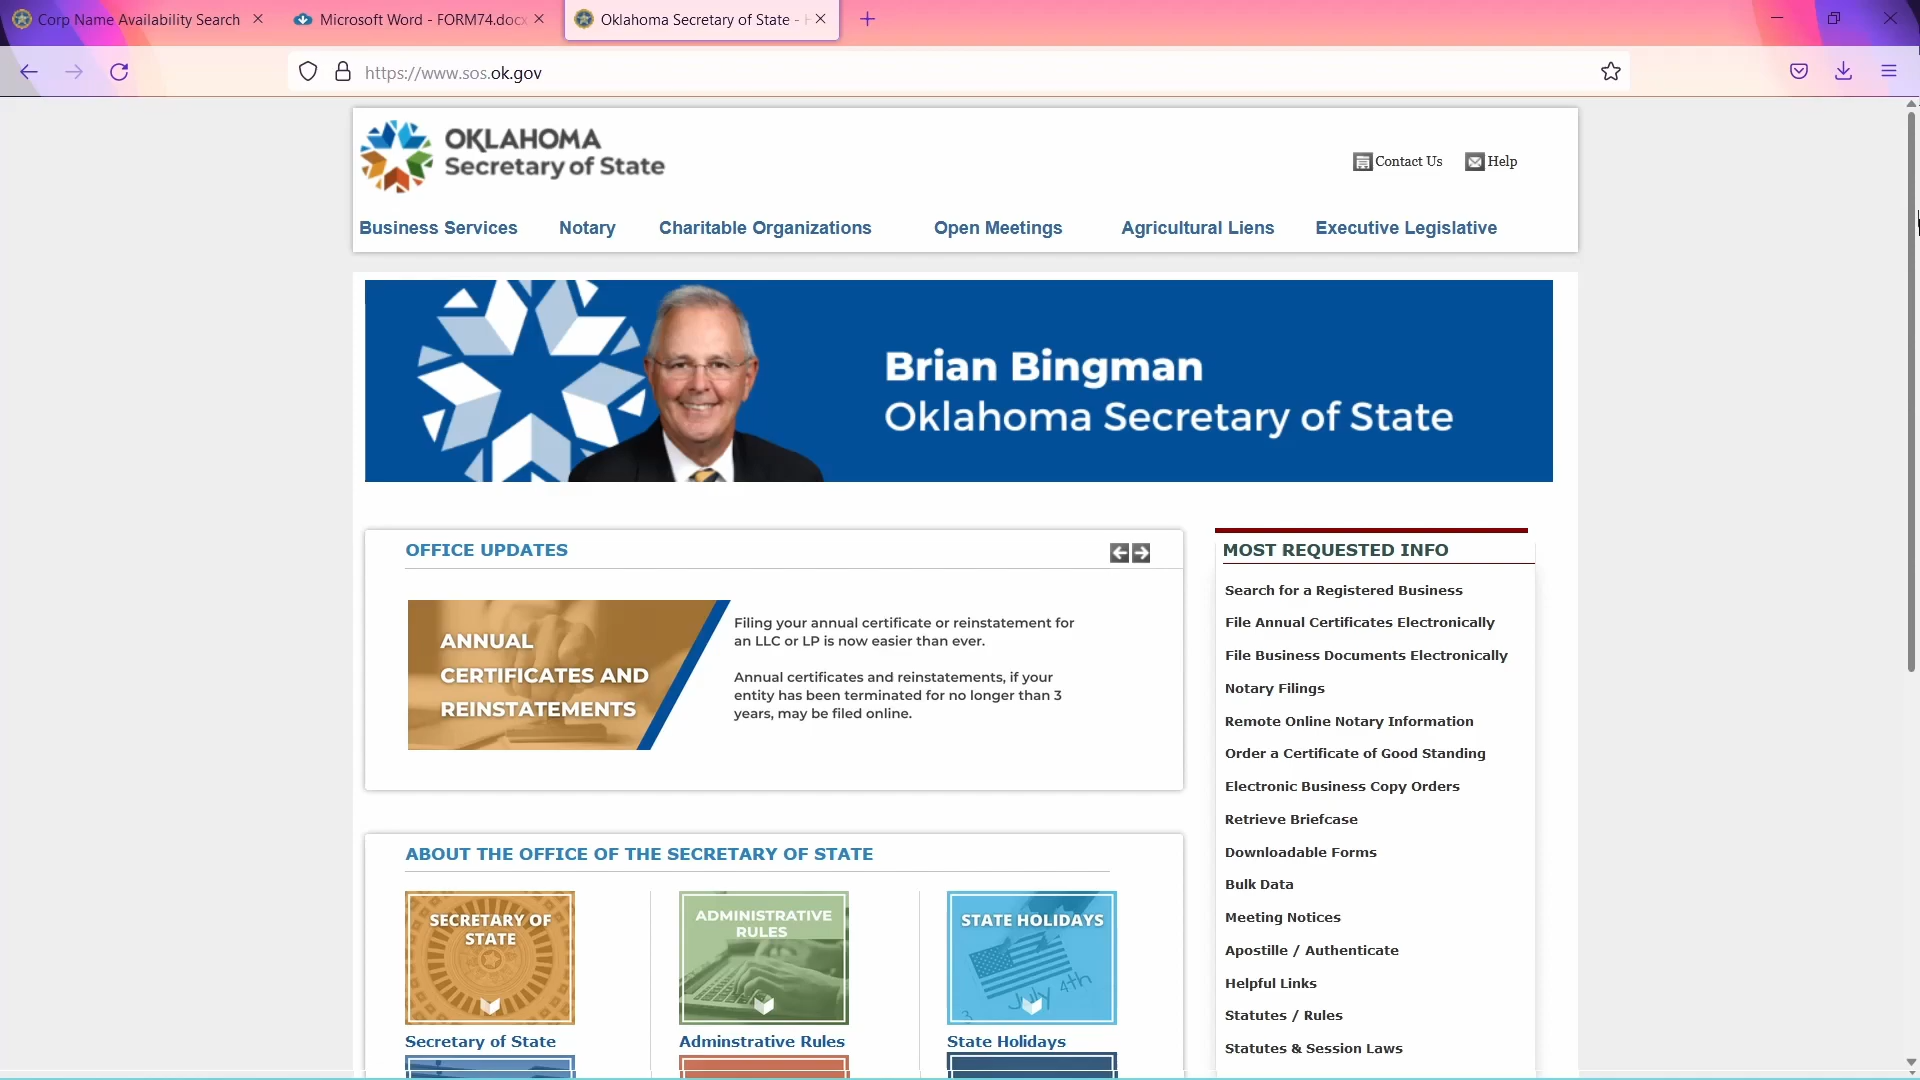 Corp Name Availability Search
Microsoft Word - FORM74.docx
Oklahoma Secretary of State -
https://www.sos.ok.gov
OKLAHOMA
Secretary of State
Contact Us
Help
Business Services
Notary
Charitable Organizations
Open Meetings
Agricultural Liens
Executive Legislative
Brian Bingman
Oklahoma Secretary of State
OFFICE UPDATES
ANNUAL
CERTIFICATES AND
REINSTATEMENTS
Filing your annual certificate or reinstatement for
an LLC or LP is now easier than ever.
Annual certificates and reinstatements, if your
entity has been terminated for no longer than 3
years, may be filed online.
ABOUT THE OFFICE OF THE SECRETARY OF STATE
SECRETARY OF
STATE
ADMINISTRATIVE
RULES
STATE HOLIDAYS
3
July 4th
Secretary of State
Adminstrative Rules
State Holidays
MOST REQUESTED INFO
Search for a Registered Business
File Annual Certificates Electronically
File Business Documents Electronically
Notary Filings
Remote Online Notary Information
Order a Certificate of Good Standing
Electronic Business Copy Orders
Retrieve Briefcase
Downloadable Forms
Bulk Data
Meeting Notices
Apostille / Authenticate
Helpful Links
Statutes / Rules
Statutes & Session Laws